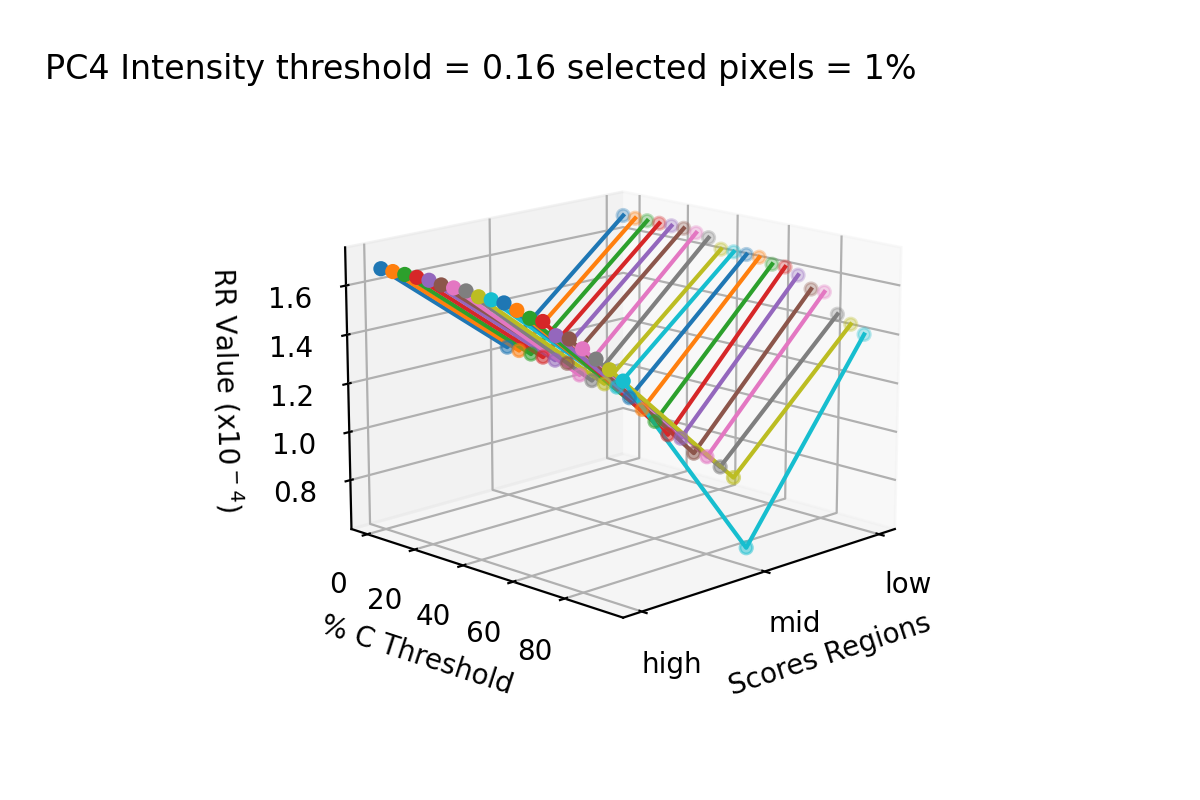 PC4 Intensity threshold = 0.16 selected pixels = 1%
RR Value (x10⁻⁴)
1.6
1.4
1.2
1.0
0.8
0
20
40
60
80
% C Threshold
high
mid
low
Scores Regions